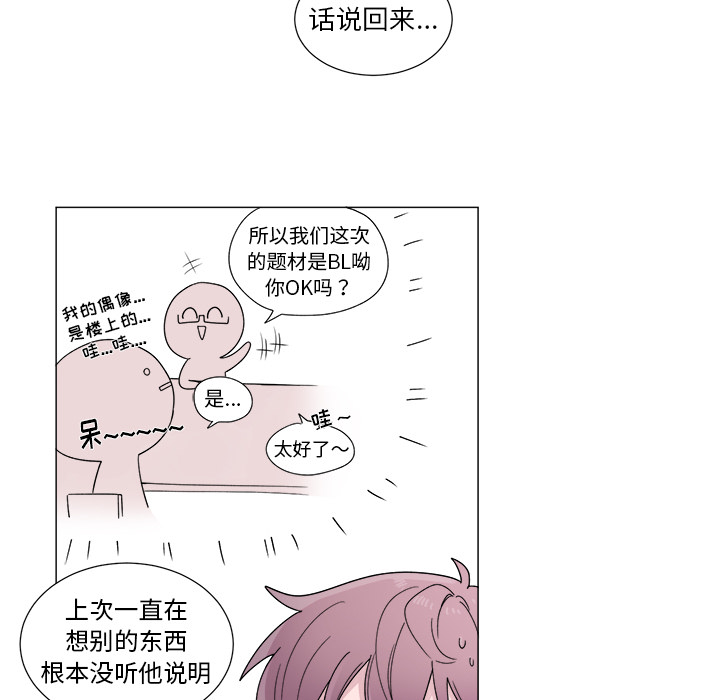 话说回来...
所以我们这次
的题材是BL呦
你OK吗？
我的偶像...
是楼上的...
哇...哇....
是...
呆~~~~~
哇～
太好了～
上次一直在
想别的东西
根本没听他说明